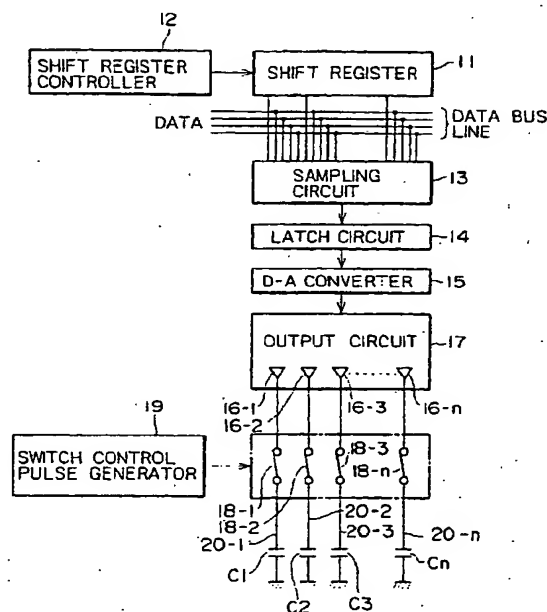 12
SHIFT REGISTER
CONTROLLER
SHIFT REGISTER
11
DATA
DATA BUS
LINE
SAMPLING
CIRCUIT
13
LATCH CIRCUIT
14
D-A CONVERTER
15
OUTPUT CIRCUIT
17
16-1
16-2
16-3
16-n
19
SWITCH CONTROL
PULSE GENERATOR
18-1
18-2
18-3
18-n
20-1
20-2
20-3
20-n
C1
C2
C3
Cn